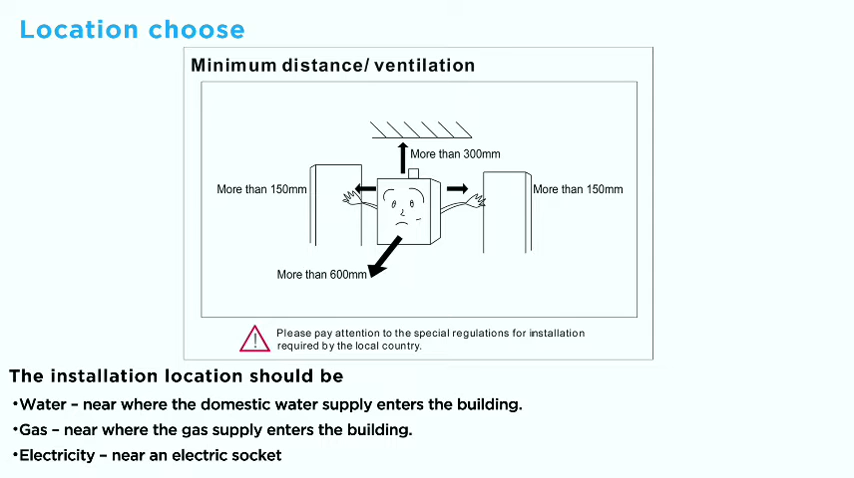 Location choose
Minimum distance/ ventilation
More than 300mm
More than 150mm
More than 150mm
More than 600mm
Please pay attention to the special regulations for installation
required by the local country.
The installation location should be
•Water – near where the domestic water supply enters the building.
•Gas – near where the gas supply enters the building.
•Electricity – near an electric socket